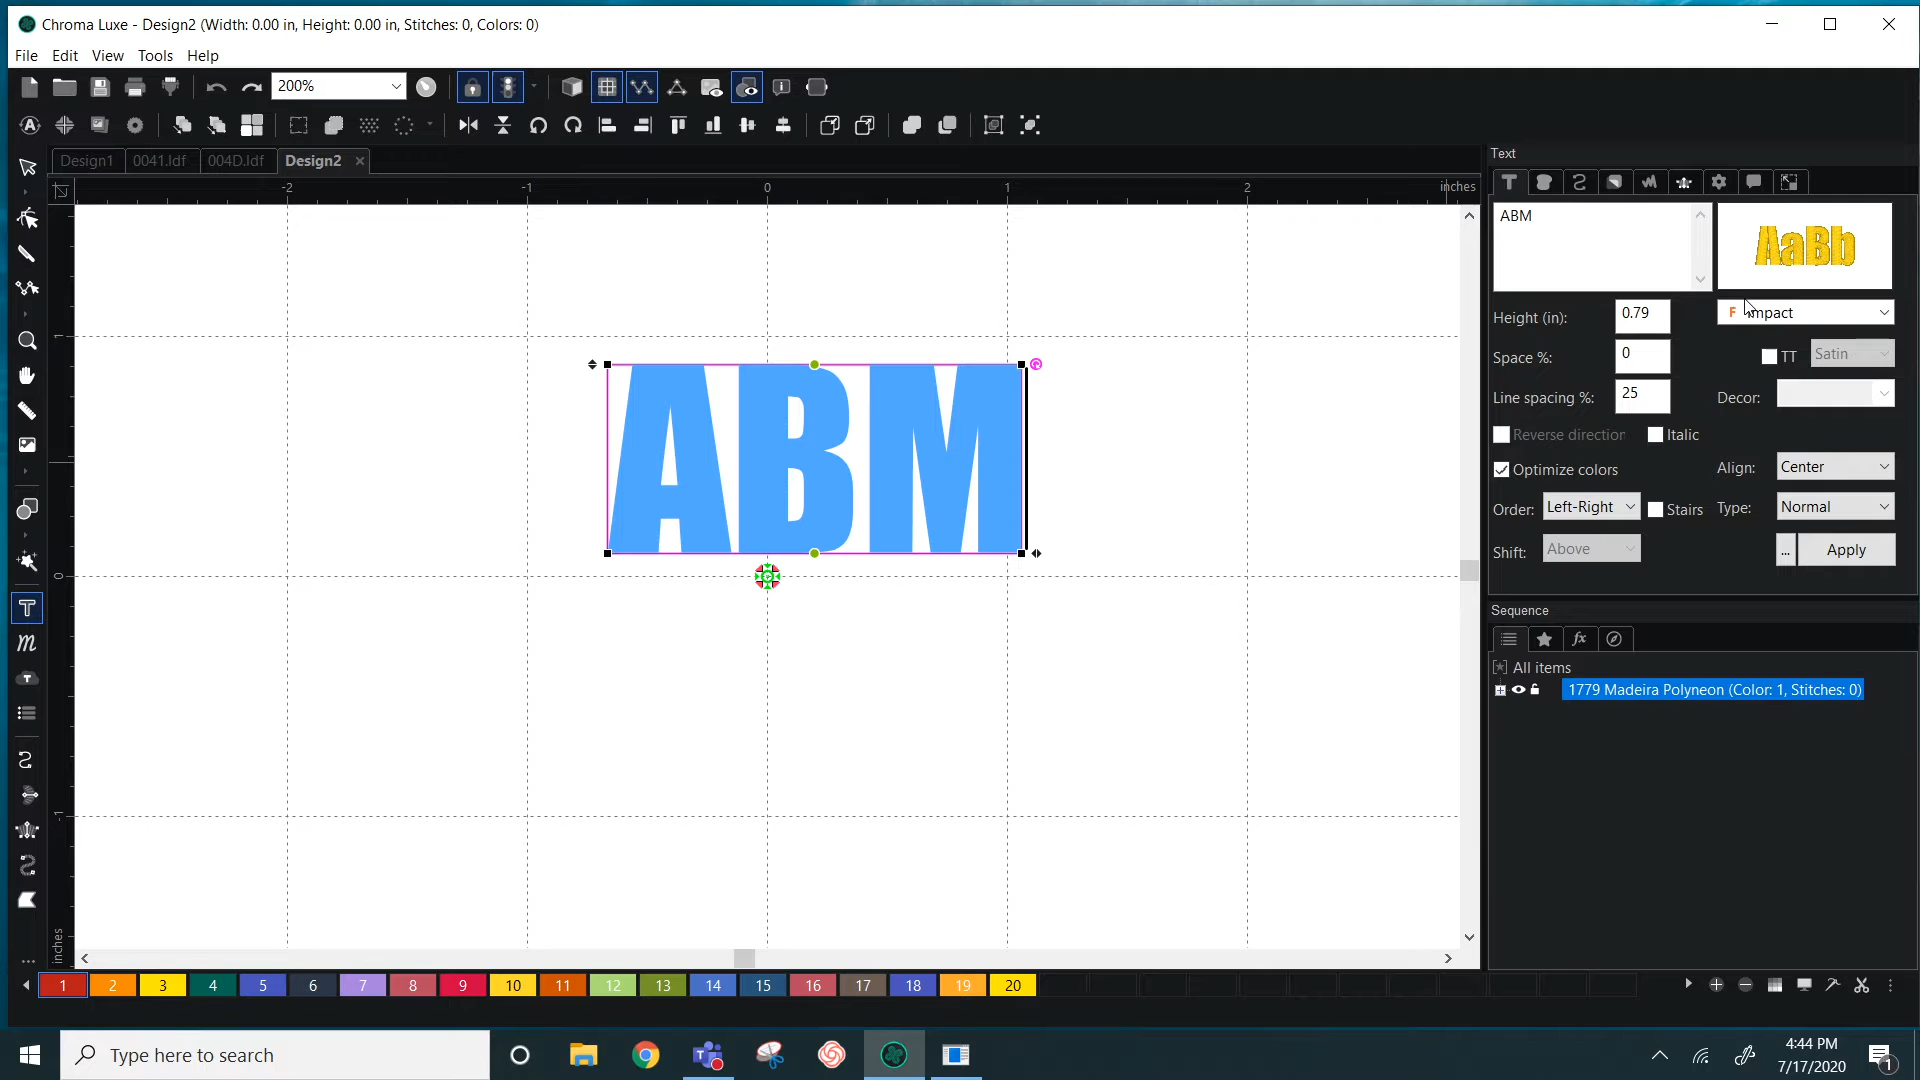 Chroma Luxe - Design2 (Width: 0.00 in, Height: 0.00 in, Stitches: 0, Colors: 0)
File Edit View Tools Help
200%
Design1 0041.ldf 004D.ldf Design2
-2 -1 0 1 2 inches
Text
ABM
AaBb
Height (in): 0.79
F Impact
Space %: 0
TT Satin
Line spacing %: 25
Decor:
Reverse direction Italic
Optimize colors
Align: Center
Order: Left-Right Stairs Type: Normal
Shift: Above
... Apply
1
0
-1
inches
ABM
Sequence
All items
1779 Madeira Polyneon (Color: 1, Stitches: 0)
1 2 3 4 5 6 7 8 9 10 11 12 13 14 15 16 17 18 19 20
Type here to search
4:44 PM
7/17/2020
1